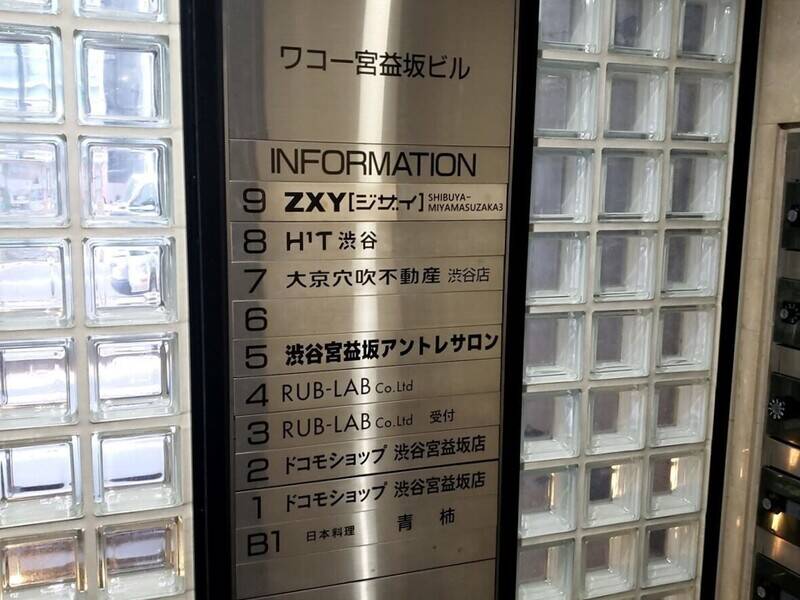 ワコー宮益坂ビル
INFORMATION
9 ZXY[ジザイ] SHIBUYA-MIYAMASUZAKA3
8 H¹T 渋谷
7 大京穴吹不動産 渋谷店
6
5 渋谷宮益坂アントレサロン
4 RUB-LAB Co.Ltd
3 RUB-LAB Co.Ltd 受付
2 ドコモショップ 渋谷宮益坂店
1 ドコモショップ 渋谷宮益坂店
B1 日本料理 青柿